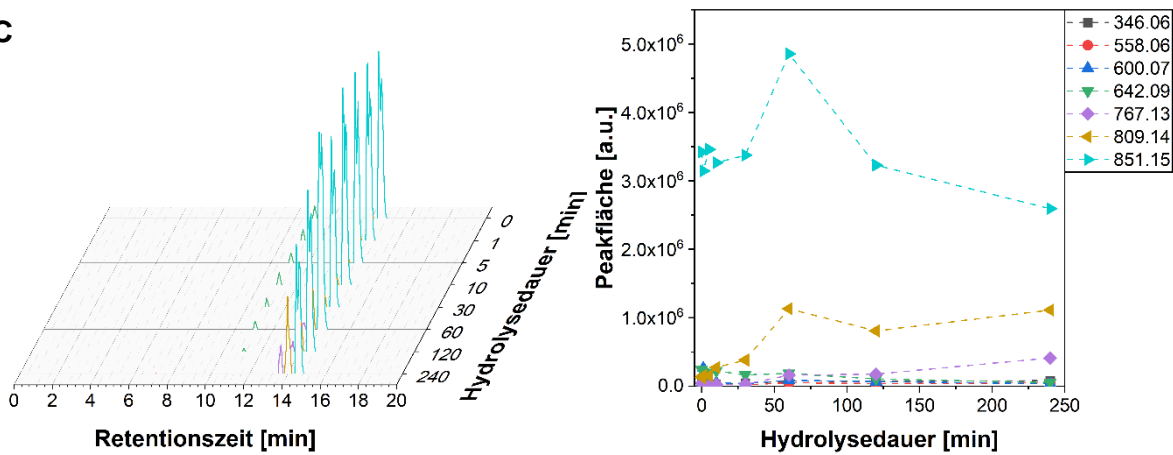 C
0
1
5
10
30
60
120
240
Hydrolysedauer [min]
0 2 4 6 8 10 12 14 16 18 20
Retentionszeit [min]
5.0x10⁶
4.0x10⁶
3.0x10⁶
2.0x10⁶
1.0x10⁶
0.0
Peakfläche [a.u.]
0 50 100 150 200 250
Hydrolysedauer [min]
346.06
558.06
600.07
642.09
767.13
809.14
851.15